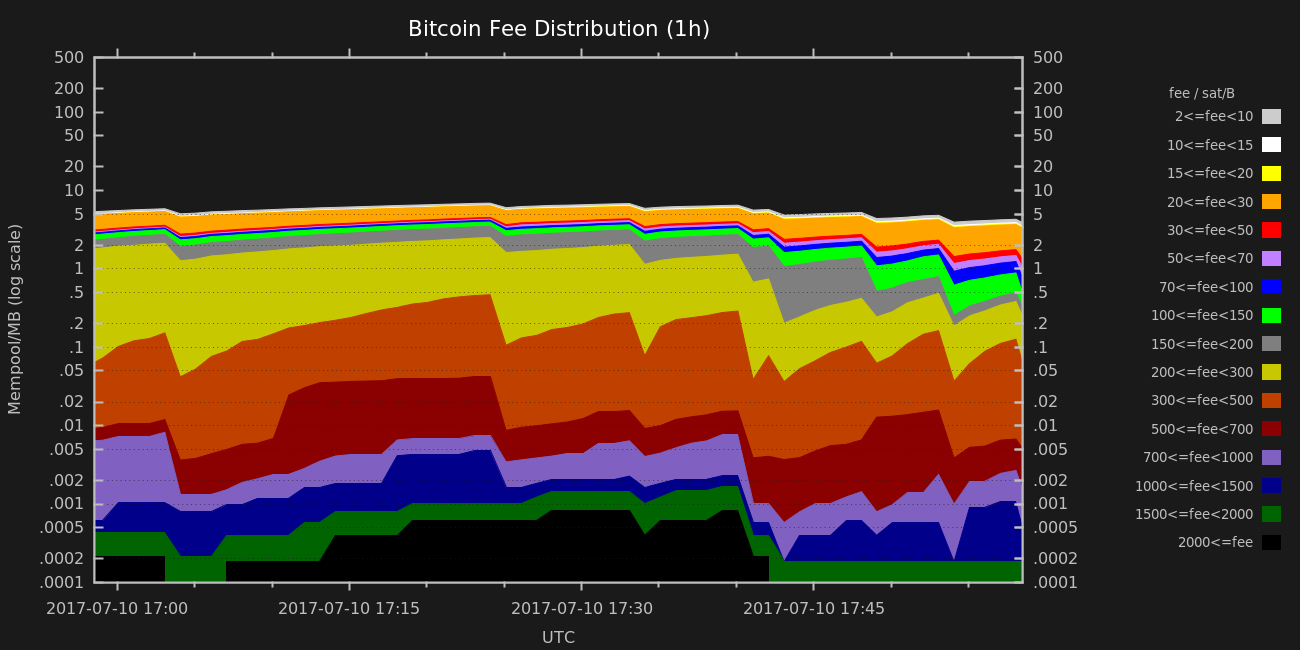 Bitcoin Fee Distribution (1h)
500
200
100
50
20
10
5
2
1
.5
.2
.1
.05
.02
.01
.005
.002
.001
.0005
.0002
.0001
Mempool/MB (log scale)
500
200
100
50
20
10
5
2
1
.5
.2
.1
.05
.02
.01
.005
.002
.001
.0005
.0002
.0001
2017-07-10 17:00
2017-07-10 17:15
2017-07-10 17:30
2017-07-10 17:45
UTC
fee / sat/B
2<=fee<10
10<=fee<15
15<=fee<20
20<=fee<30
30<=fee<50
50<=fee<70
70<=fee<100
100<=fee<150
150<=fee<200
200<=fee<300
300<=fee<500
500<=fee<700
700<=fee<1000
1000<=fee<1500
1500<=fee<2000
2000<=fee